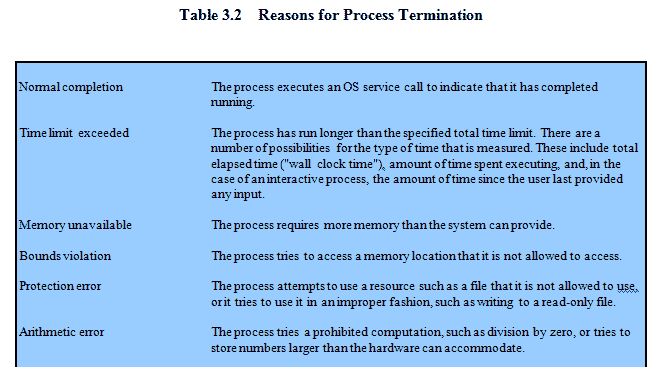 Table 3.2 Reasons for Process Termination
Normal completion The process executes an OS service call to indicate that it has completed
running.
Time limit exceeded The process has run longer than the specified total time limit. There are a
number of possibilities for the type of time that is measured. These include total
elapsed time ("wall clock time"), amount of time spent executing, and, in the
case of an interactive process, the amount of time since the user last provided
any input.
Memory unavailable The process requires more memory than the system can provide.
Bounds violation The process tries to access a memory location that it is not allowed to access.
Protection error The process attempts to use a resource such as a file that it is not allowed to use,
or it tries to use it in an improper fashion, such as writing to a read-only file.
Arithmetic error The process tries a prohibited computation, such as division by zero, or tries to
store numbers larger than the hardware can accommodate.